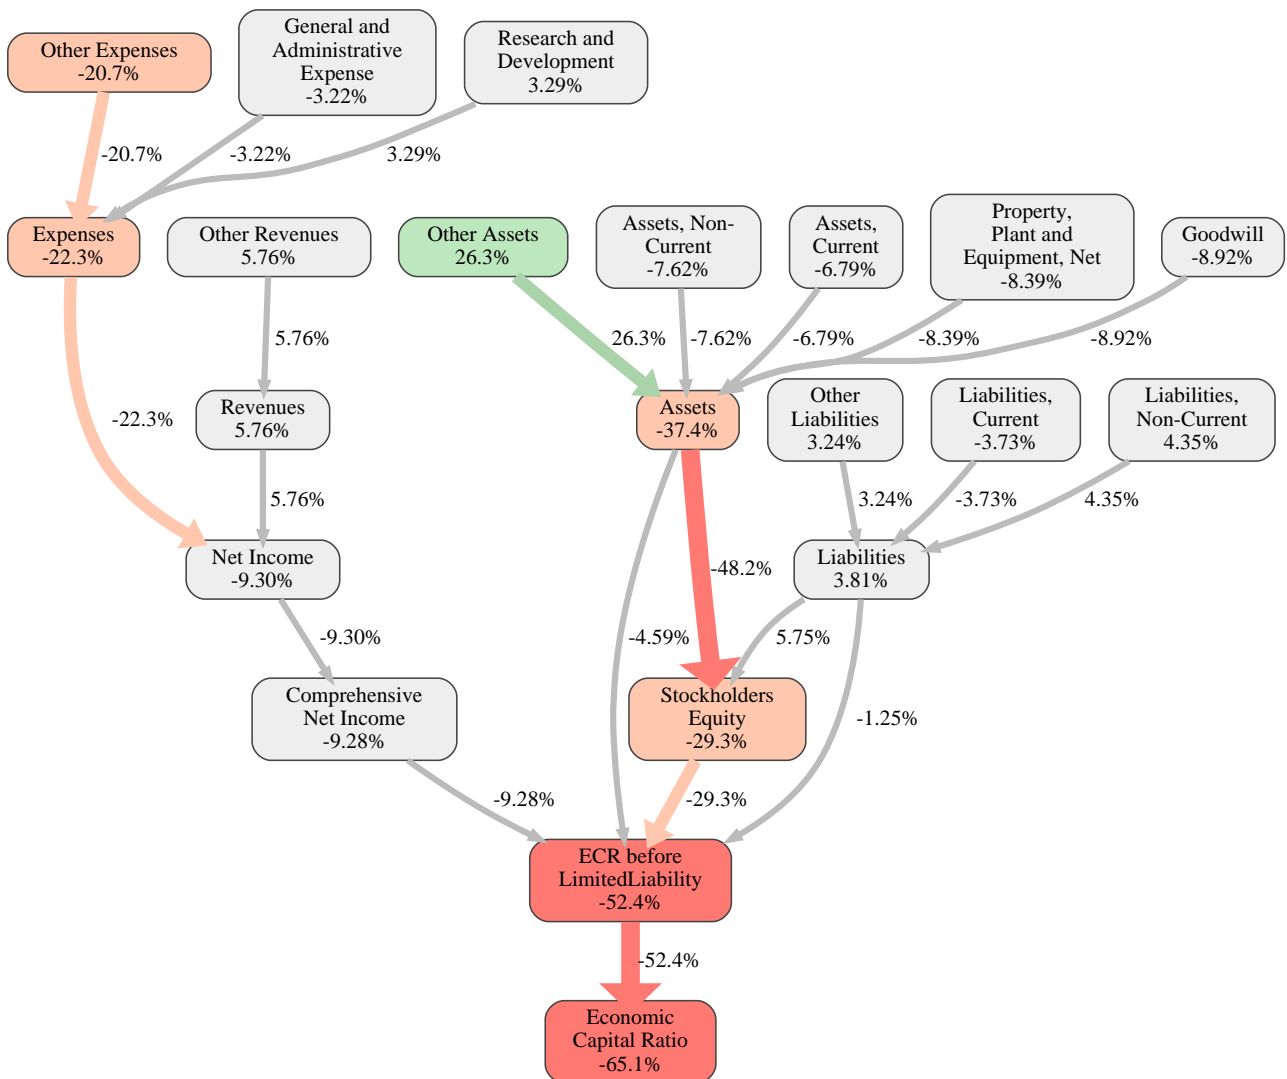 Other Expenses
-20.7%
General and
Administrative
Expense
-3.22%
Research and
Development
3.29%
-20.7%
-3.22%
3.29%
Expenses
-22.3%
Other Revenues
5.76%
Other Assets
26.3%
Assets, Non-
Current
-7.62%
Assets,
Current
-6.79%
Property,
Plant and
Equipment, Net
-8.39%
Goodwill
-8.92%
5.76%
26.3%
-7.62%
-6.79%
-8.39%
-8.92%
-22.3%
Revenues
5.76%
Assets
-37.4%
Other
Liabilities
3.24%
Liabilities,
Current
-3.73%
Liabilities,
Non-Current
4.35%
5.76%
3.24%
-3.73%
4.35%
Net Income
-9.30%
-48.2%
Liabilities
3.81%
-9.30%
-4.59%
5.75%
Comprehensive
Net Income
-9.28%
Stockholders
Equity
-29.3%
-1.25%
-9.28%
-29.3%
ECR before
LimitedLiability
-52.4%
-52.4%
Economic
Capital Ratio
-65.1%